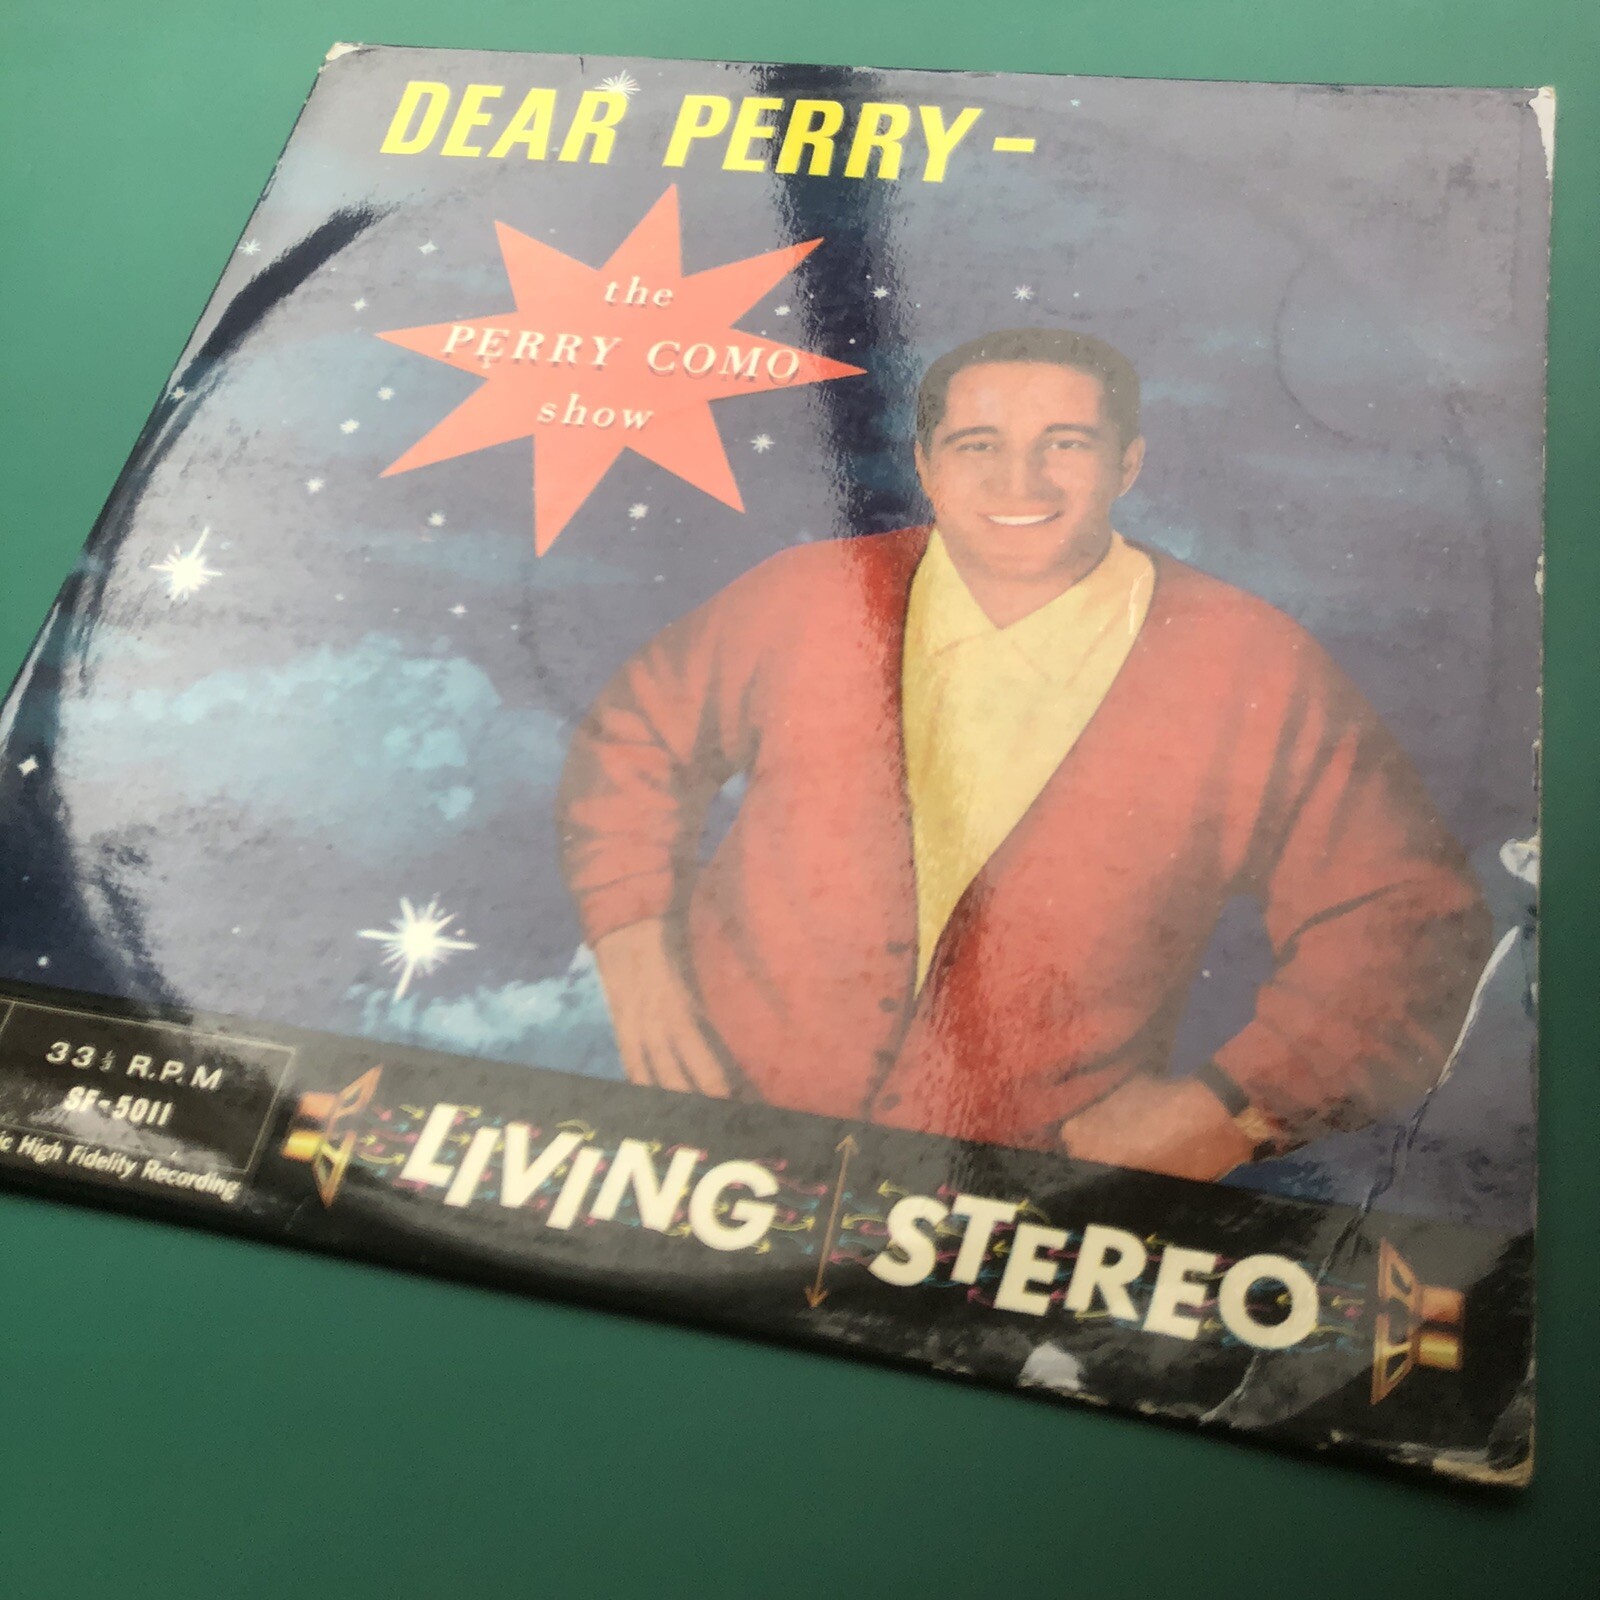 DEAR PERRY -
the
PERRY COMO
show
33⅓ R.P.M
SF-5011
High Fidelity Recording
LIVING STEREO